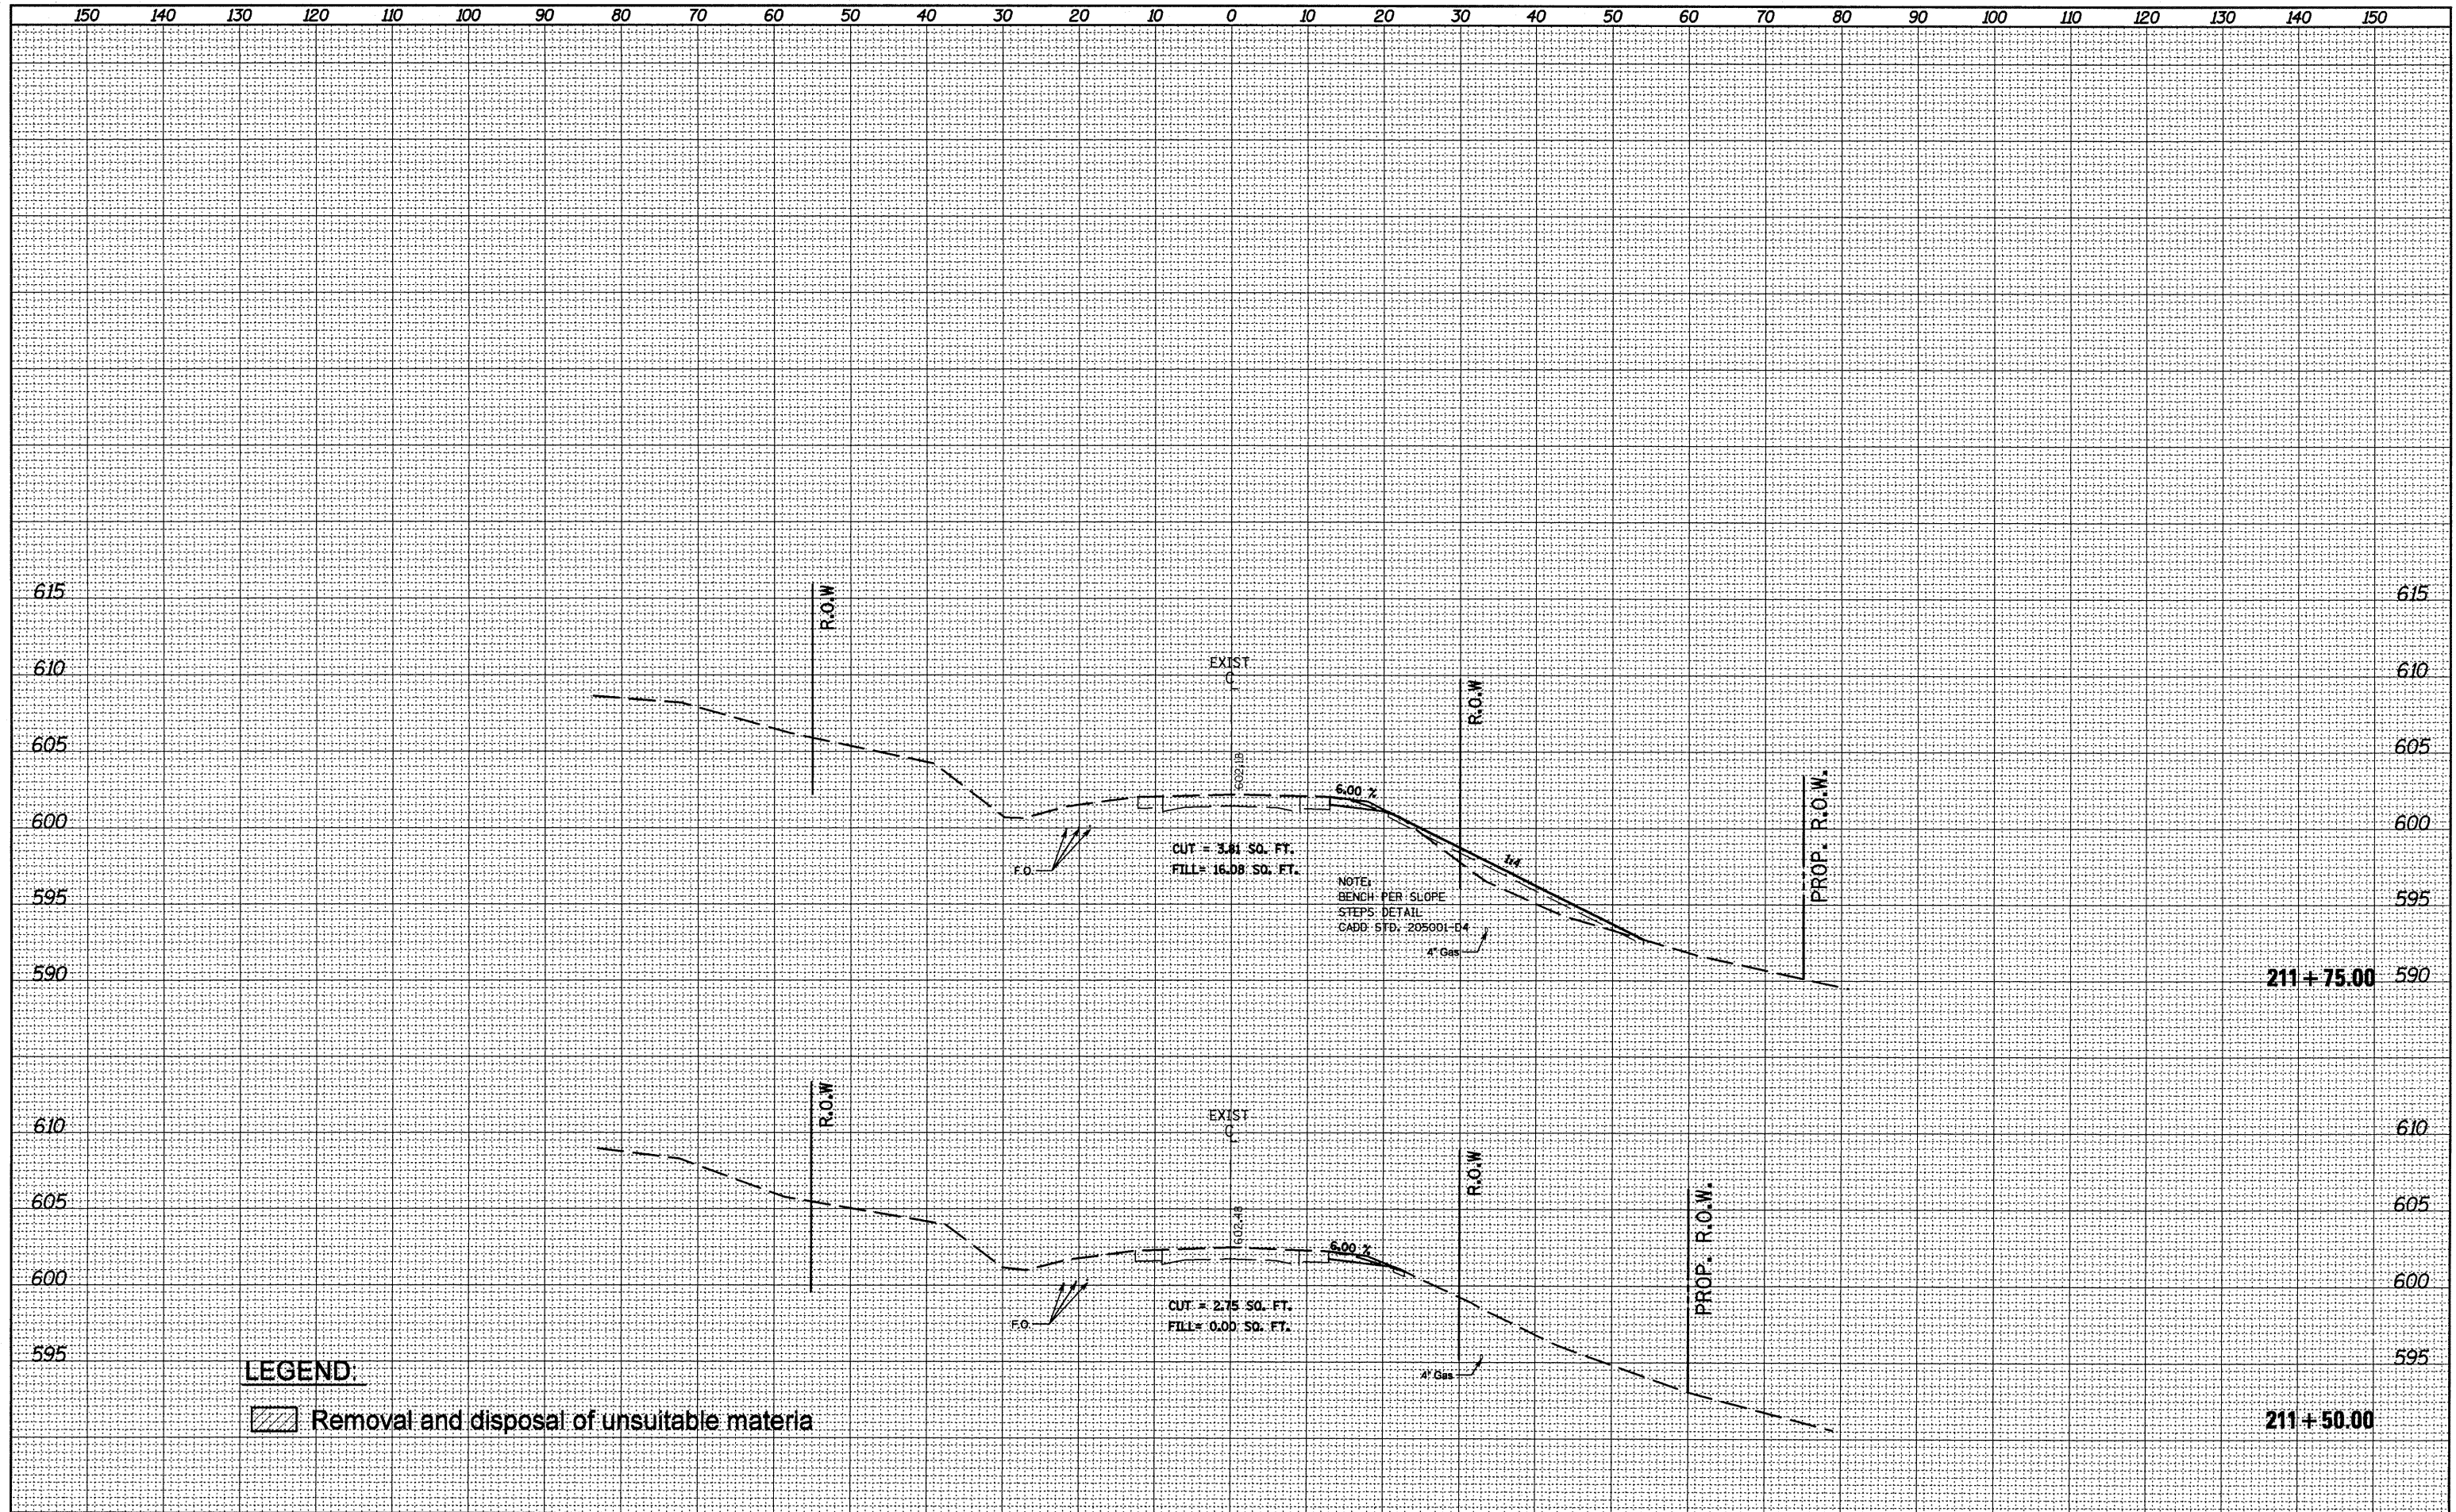 150 140 130 120 110 100 90 80 70 60 50 40 30 20 10 0 10 20 30 40 50 60 70 80 90 100 110 120 130 140 150
615 615
R.O.W
610 610
EXIST
CL
R.O.W
605 605
602.18
PROP. R.O.W.
6.00 %
600 600
CUT = 3.81 SQ. FT.
FILL= 16.08 SQ. FT.
F.O.
1:4
NOTE:
BENCH PER SLOPE
STEPS DETAIL
CADD STD. 205001-D4
595 595
4" Gas
590 211+75.00 590
R.O.W
610 610
EXIST
CL
R.O.W
605 605
602.48
PROP. R.O.W.
6.00 %
600 600
CUT = 2.75 SQ. FT.
FILL= 0.00 SQ. FT.
F.O.
595 595
4" Gas
LEGEND:
Removal and disposal of unsuitable materia
211+50.00